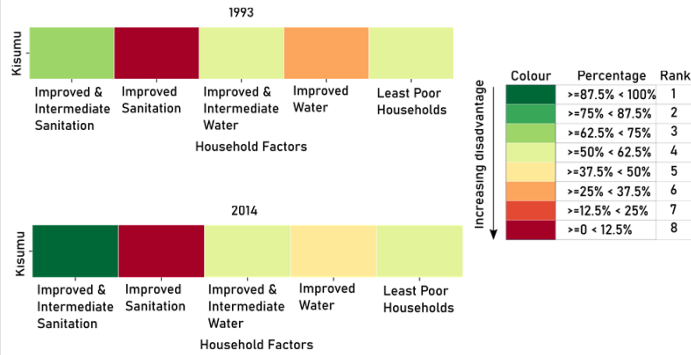 1993
Kisumu
Improved &
Intermediate
Sanitation
Improved
Sanitation
Improved &
Intermediate
Water
Improved
Water
Least Poor
Households
Household Factors
2014
Kisumu
Improved &
Intermediate
Sanitation
Improved
Sanitation
Improved &
Intermediate
Water
Improved
Water
Least Poor
Households
Household Factors
Increasing disadvantage
Colour Percentage Rank
>=87.5% < 100% 1
>=75% < 87.5% 2
>=62.5% < 75% 3
>=50% < 62.5% 4
>=37.5% < 50% 5
>=25% < 37.5% 6
>=12.5% < 25% 7
>=0 < 12.5% 8